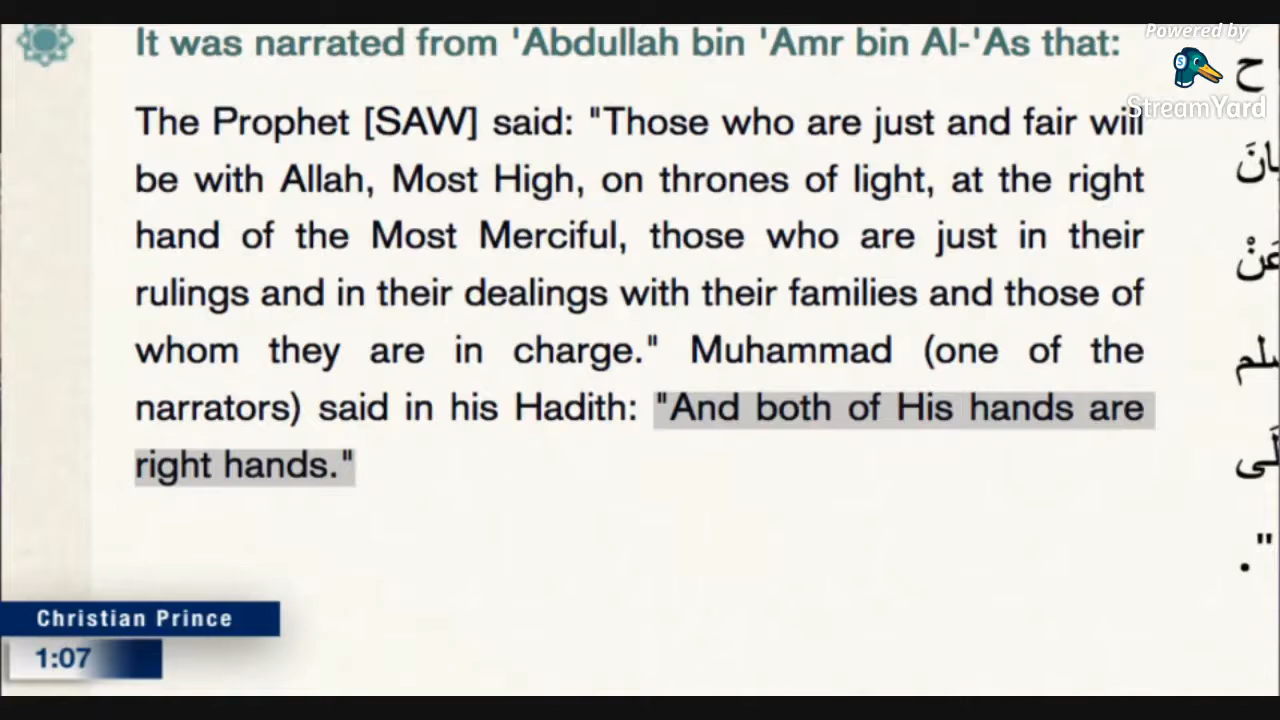 It was narrated from 'Abdullah bin 'Amr bin Al-'As that:
Powered by
StreamYard
The Prophet [SAW] said: "Those who are just and fair will
be with Allah, Most High, on thrones of light, at the right
hand of the Most Merciful, those who are just in their
rulings and in their dealings with their families and those of
whom they are in charge." Muhammad (one of the
narrators) said in his Hadith: "And both of His hands are
right hands."
Christian Prince
1:07